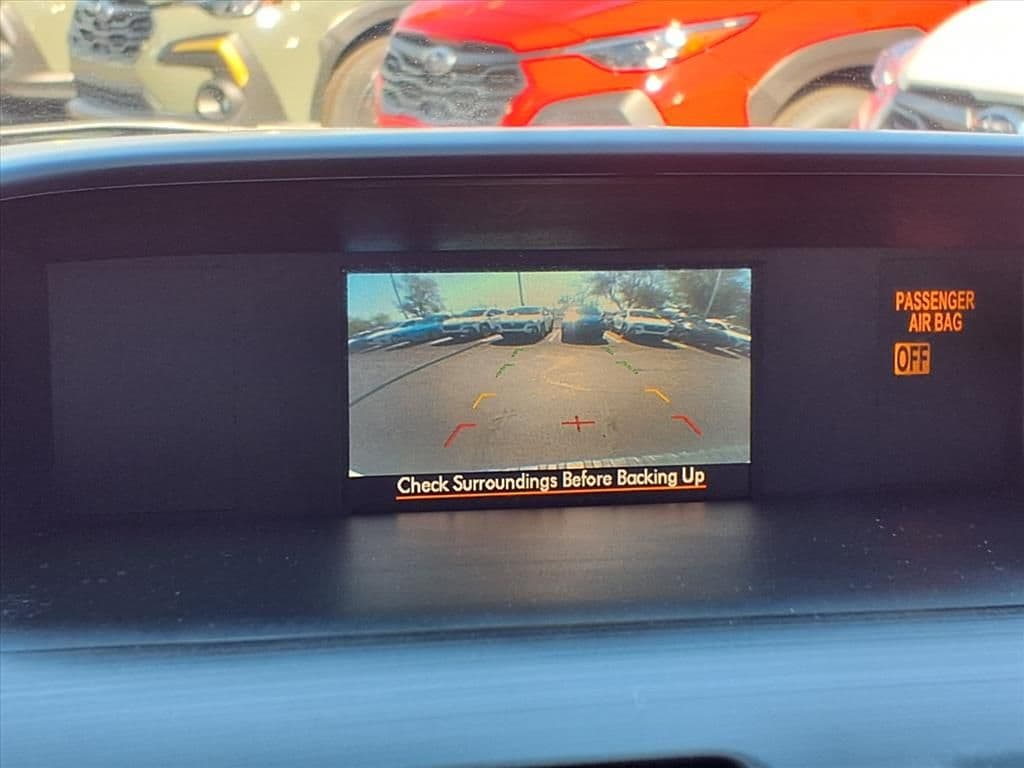 PASSENGER
AIR BAG
OFF
Check Surroundings Before Backing Up